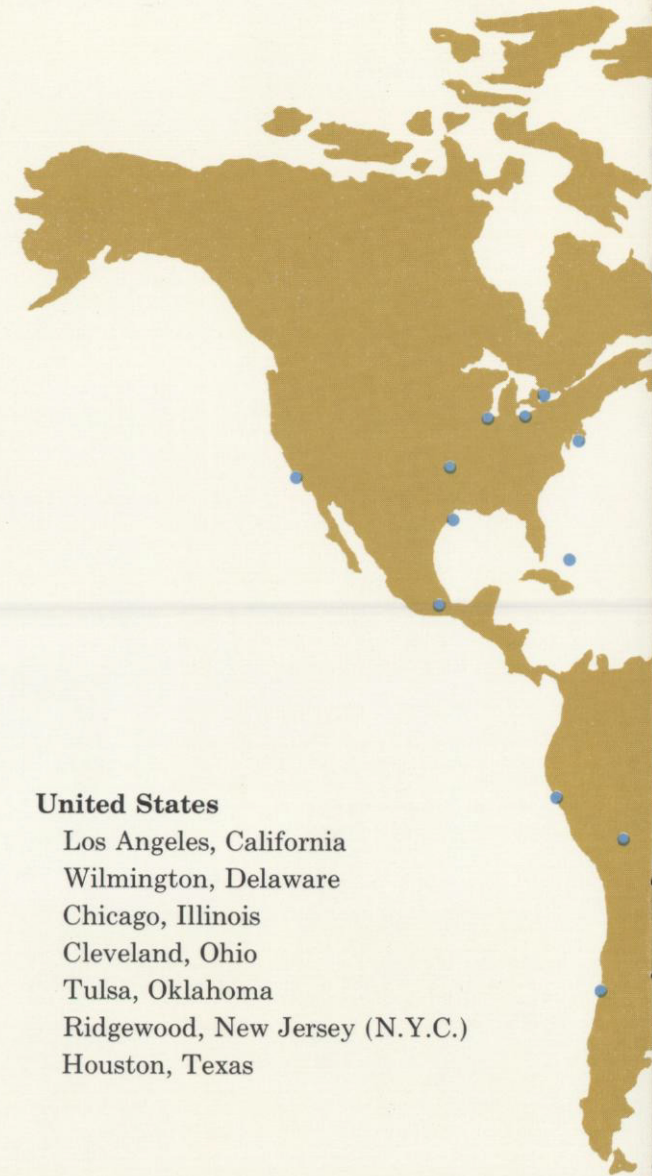 United States
Los Angeles, California
Wilmington, Delaware
Chicago, Illinois
Cleveland, Ohio
Tulsa, Oklahoma
Ridgewood, New Jersey (N.Y.C.)
Houston, Texas